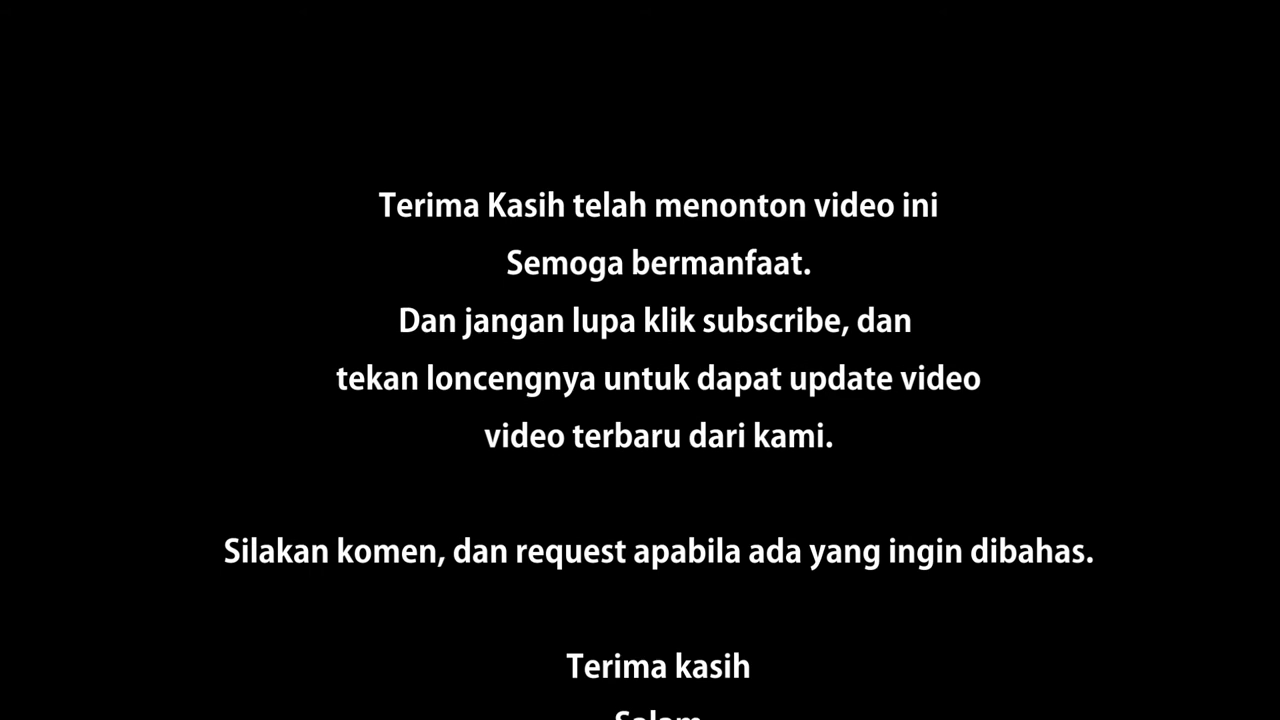 Terima Kasih telah menonton video ini
Semoga bermanfaat.
Dan jangan lupa klik subscribe, dan
tekan loncengnya untuk dapat update video
video terbaru dari kami.
Silakan komen, dan request apabila ada yang ingin dibahas.
Terima kasih
Salam